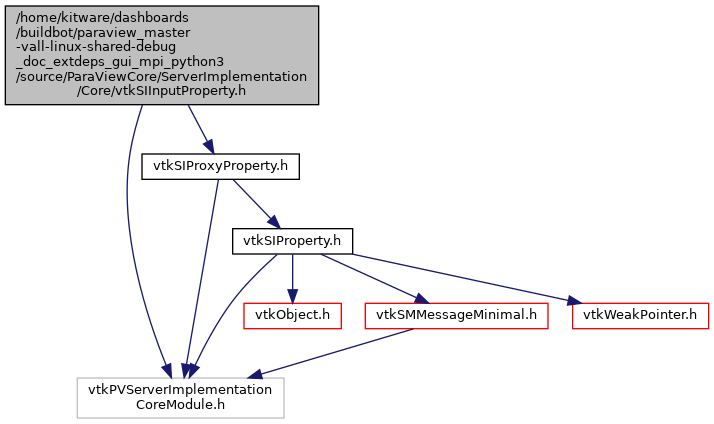 /home/kitware/dashboards
/buildbot/paraview_master
-vall-linux-shared-debug
_doc_extdeps_gui_mpi_python3
/source/ParaViewCore/ServerImplementation
/Core/vtkSIInputProperty.h
vtkSIProxyProperty.h
vtkSIProperty.h
vtkObject.h
vtkSMMessageMinimal.h
vtkWeakPointer.h
vtkPVServerImplementation
CoreModule.h